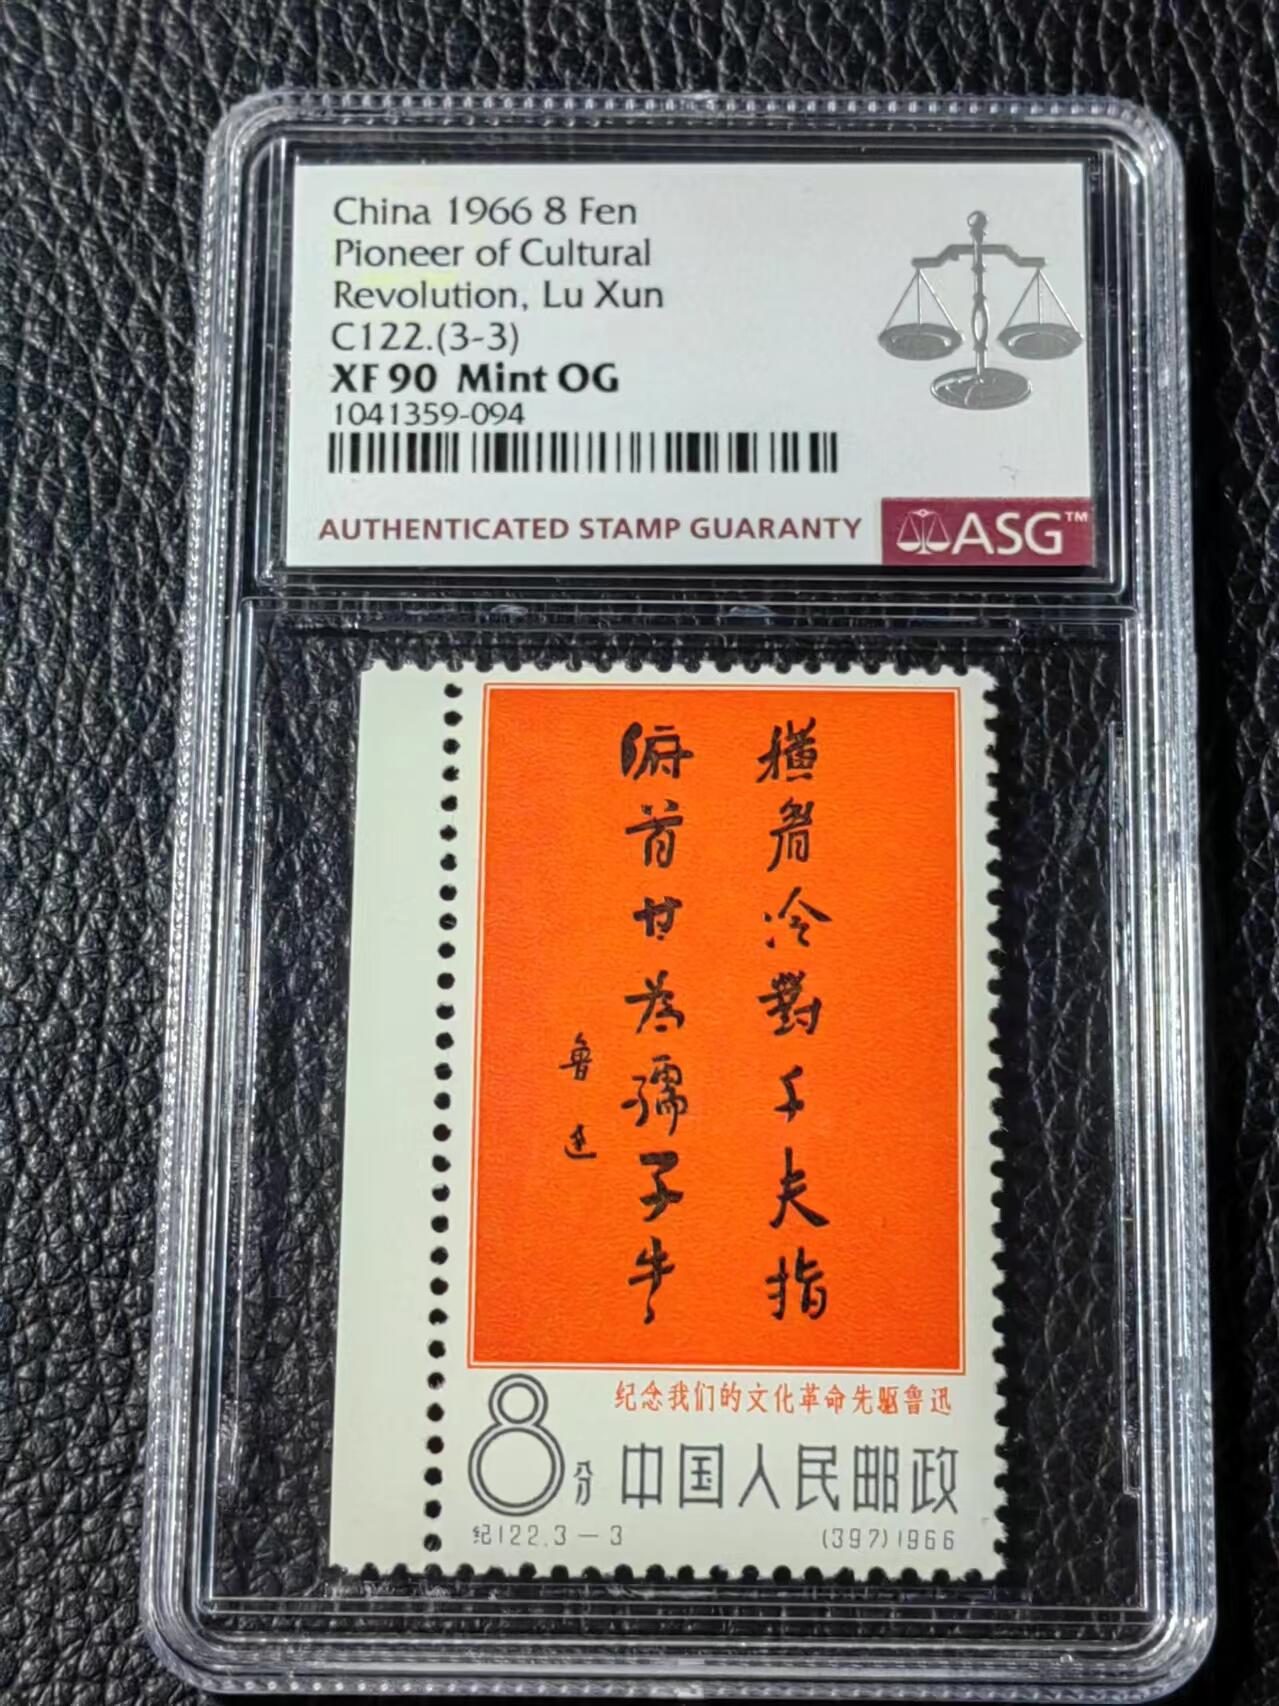 China 1966 8 Fen
Pioneer of Cultural
Revolution, Lu Xun
C122.(3-3)
XF 90 Mint OG
1041359-094
AUTHENTICATED STAMP GUARANTY
ASG™
橫眉冷對千夫指
俯首甘為孺子牛
魯迅
纪念我们的文化革命先驱鲁迅
8分 中国人民邮政
纪122.3—3 (397)1966